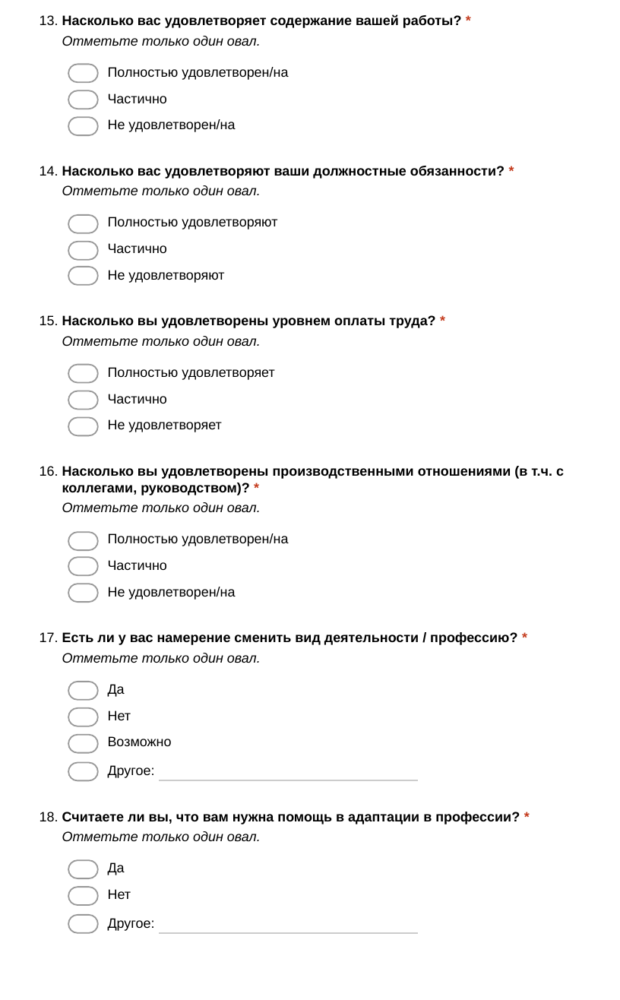 13. Насколько вас удовлетворяет содержание вашей работы? *
Отметьте только один овал.
Полностью удовлетворен/на
Частично
Не удовлетворен/на
14. Насколько вас удовлетворяют ваши должностные обязанности? *
Отметьте только один овал.
Полностью удовлетворяют
Частично
Не удовлетворяют
15. Насколько вы удовлетворены уровнем оплаты труда? *
Отметьте только один овал.
Полностью удовлетворяет
Частично
Не удовлетворяет
16. Насколько вы удовлетворены производственными отношениями (в т.ч. с
коллегами, руководством)? *
Отметьте только один овал.
Полностью удовлетворен/на
Частично
Не удовлетворен/на
17. Есть ли у вас намерение сменить вид деятельности / профессию? *
Отметьте только один овал.
Да
Нет
Возможно
Другое:
18. Считаете ли вы, что вам нужна помощь в адаптации в профессии? *
Отметьте только один овал.
Да
Нет
Другое: